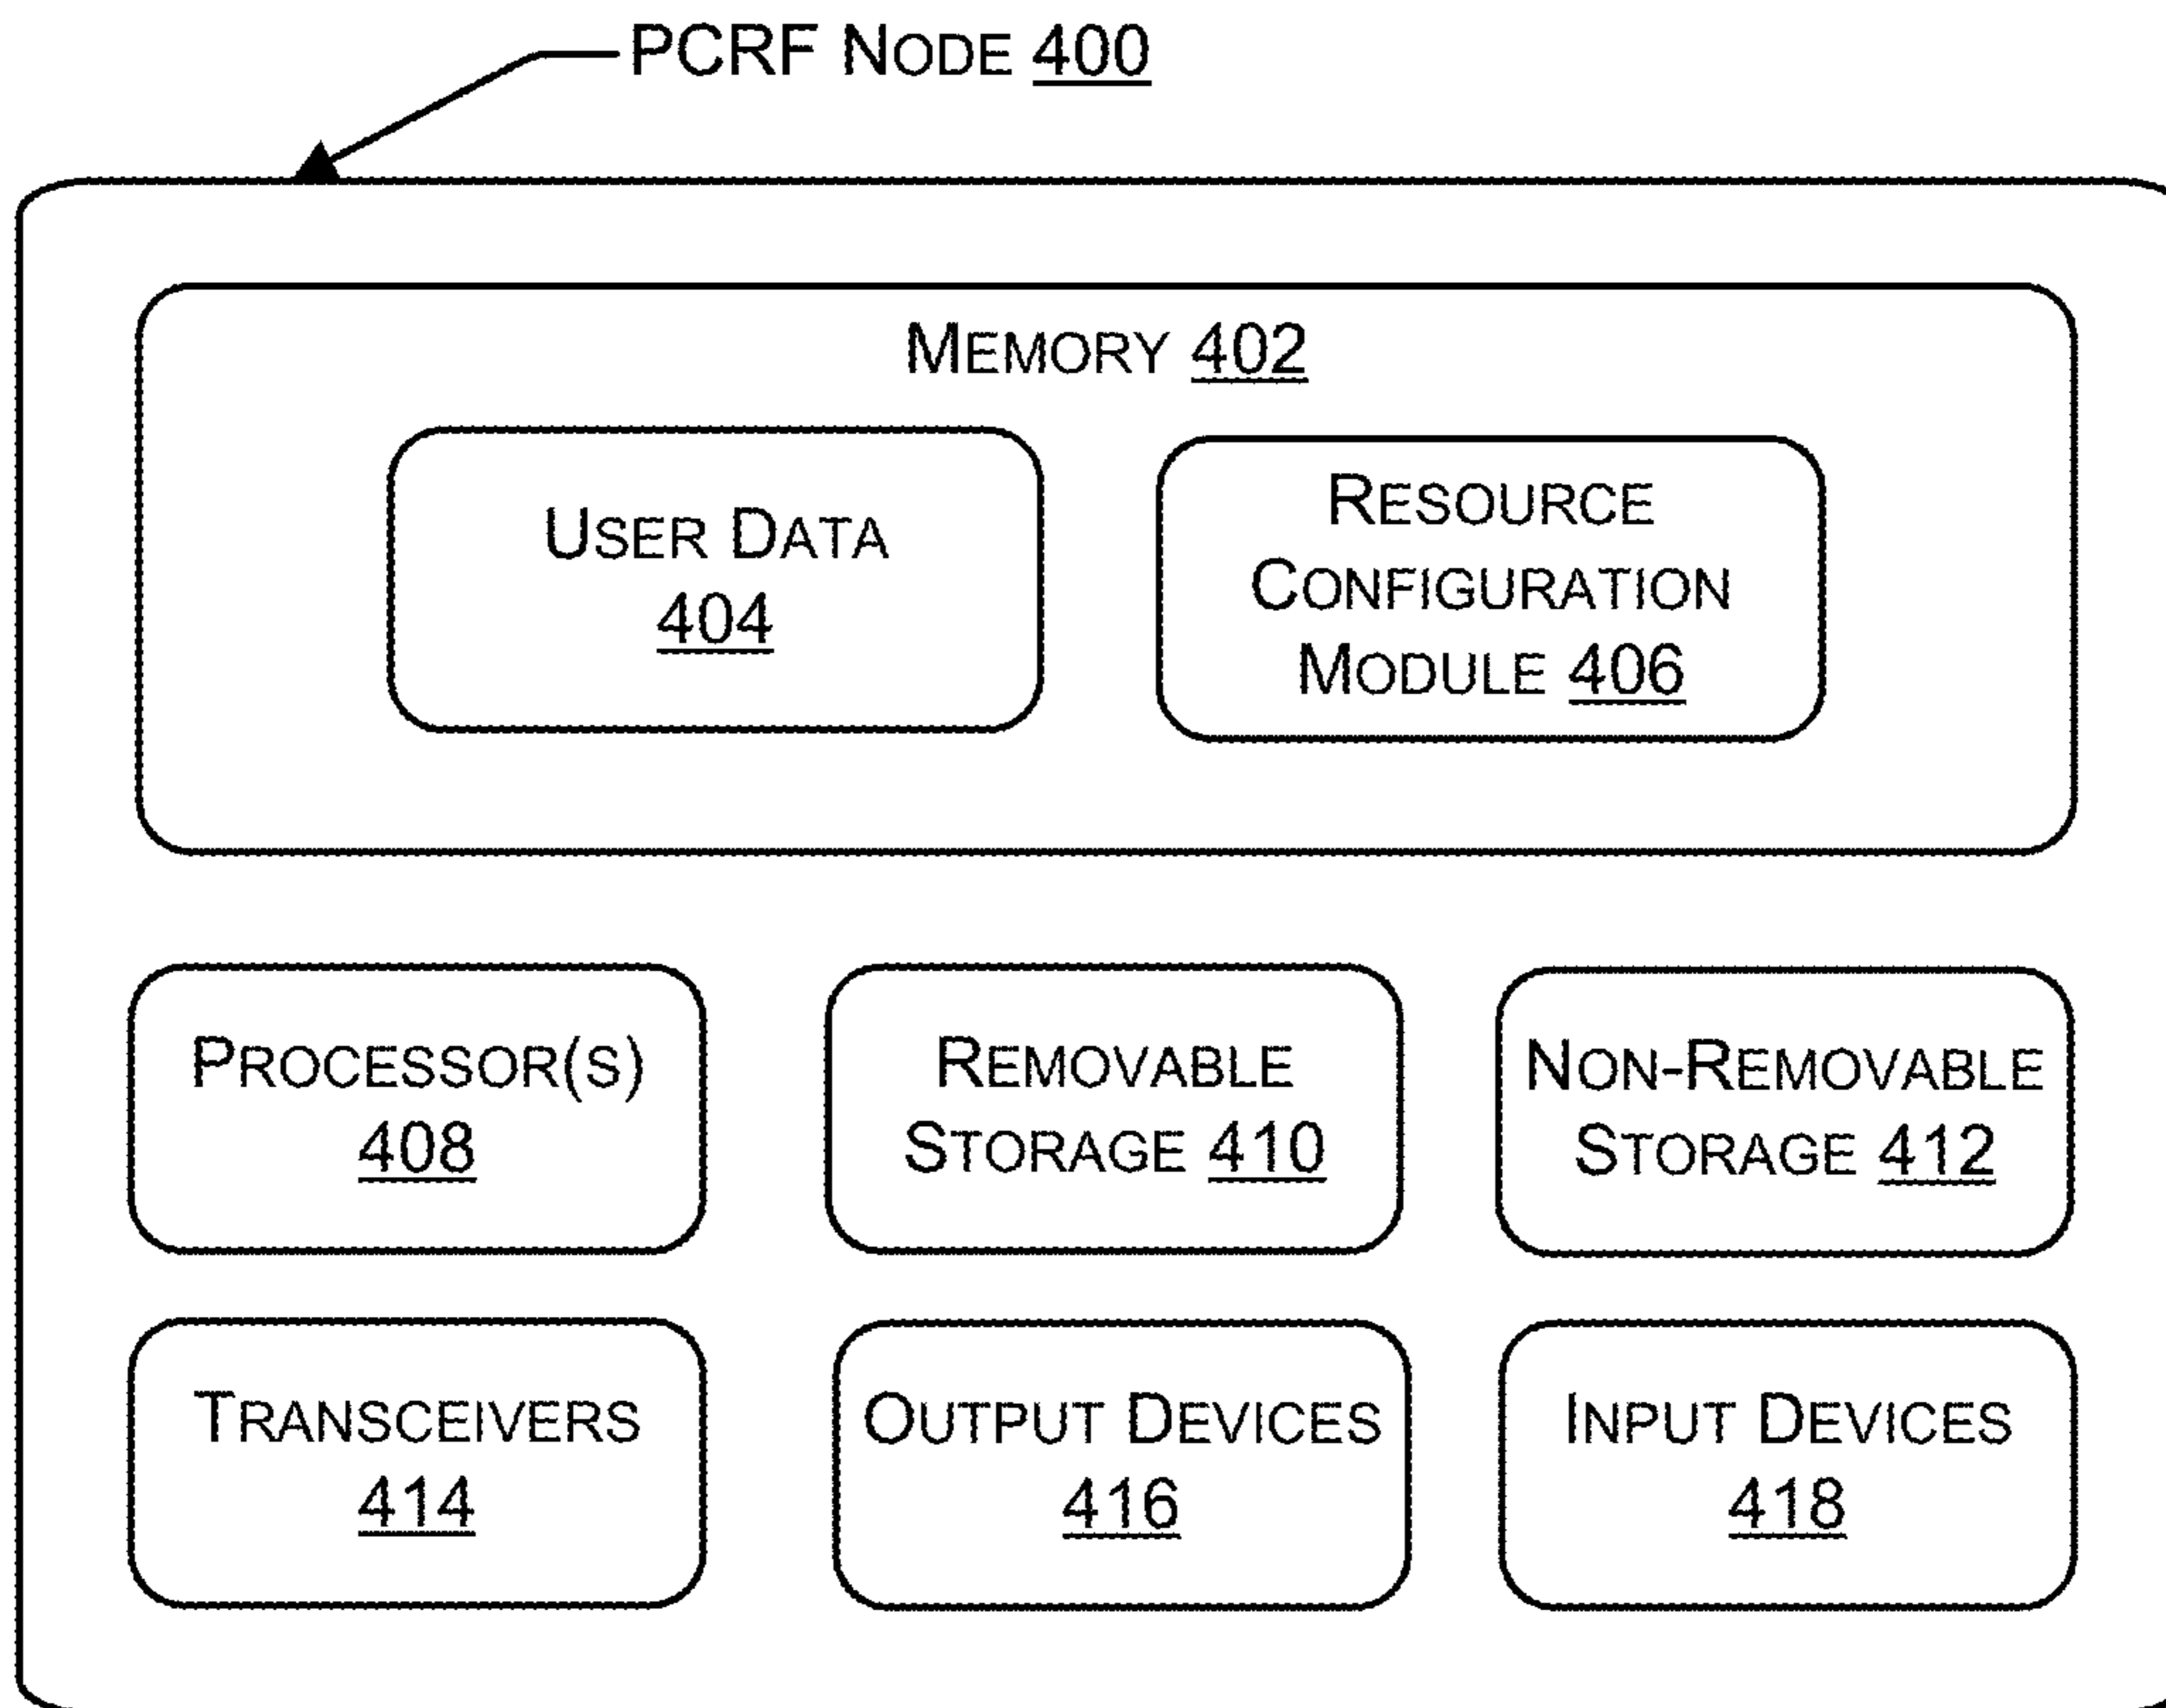 PCRF NODE 400
MEMORY 402
USER DATA
404
RESOURCE
CONFIGURATION
MODULE 406
PROCESSOR(S)
408
REMOVABLE
STORAGE 410
NON-REMOVABLE
STORAGE 412
TRANSCEIVERS
414
OUTPUT DEVICES
416
INPUT DEVICES
418